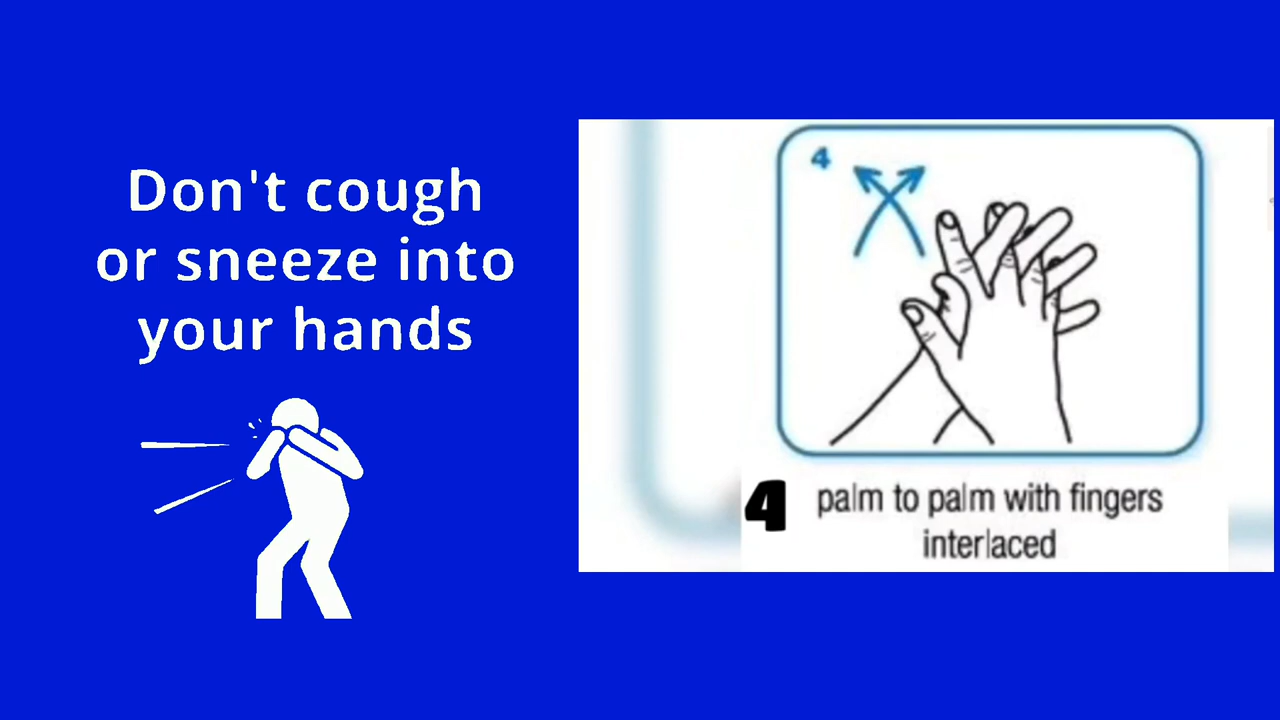 Don't cough
or sneeze into
your hands
4
4 palm to palm with fingers
interlaced